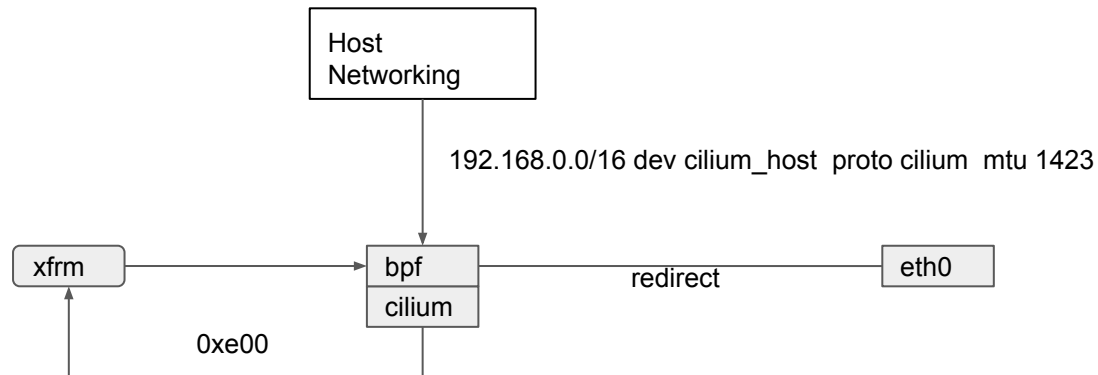 Host
Networking
192.168.0.0/16 dev cilium_host proto cilium mtu 1423
xfrm
bpf
eth0
redirect
cilium
0xe00